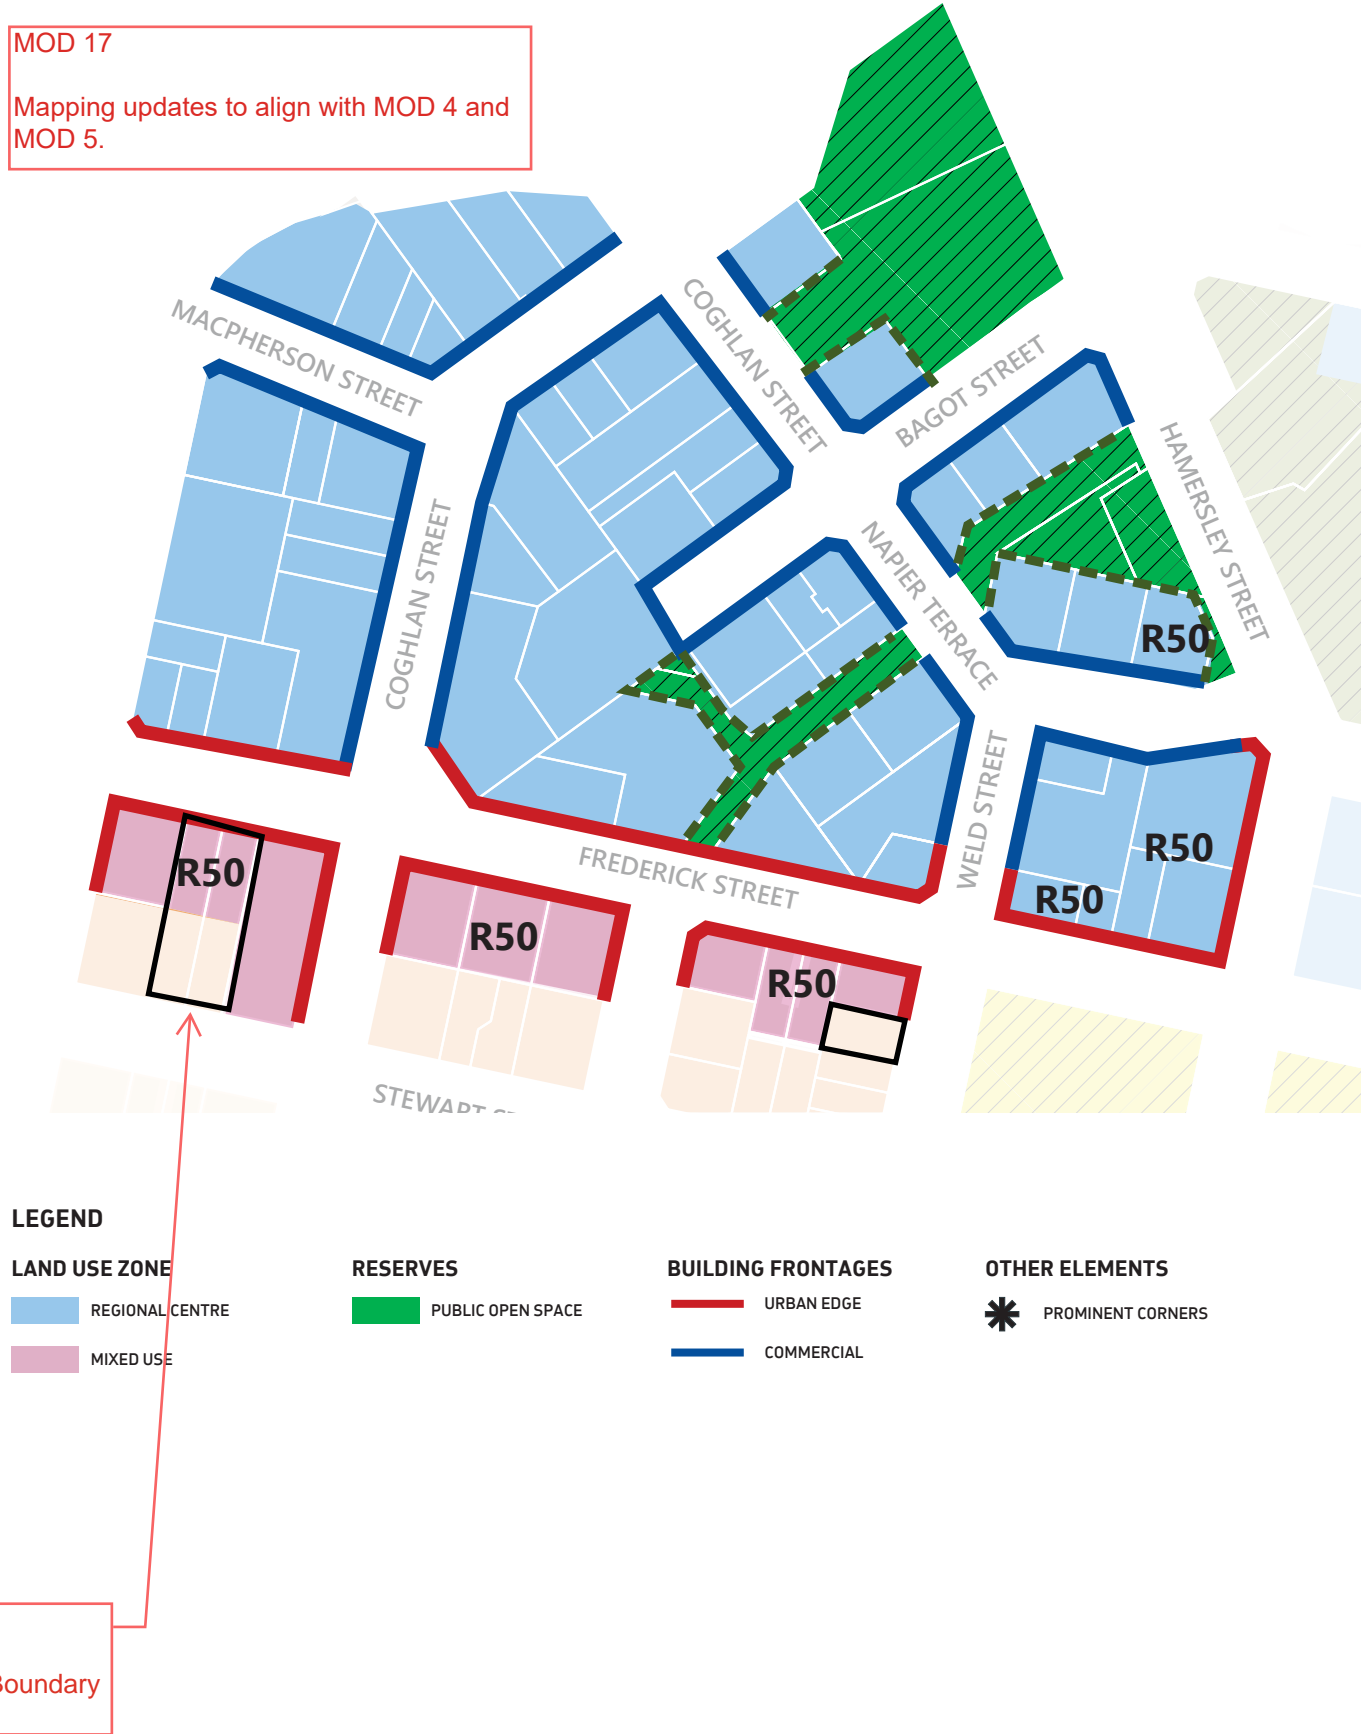 MOD 17
Mapping updates to align with MOD 4 and
MOD 5.
MACPHERSON STREET
COGHLAN STREET
BAGOT STREET
HAMERSLEY STREET
COGHLAN STREET
NAPIER TERRACE
R50
WELD STREET
FREDERICK STREET
R50
R50
R50
R50
R50
STEWART
LEGEND
LAND USE ZONE
REGIONAL CENTRE
MIXED USE
RESERVES
PUBLIC OPEN SPACE
BUILDING FRONTAGES
URBAN EDGE
COMMERCIAL
OTHER ELEMENTS
PROMINENT CORNERS
Boundary